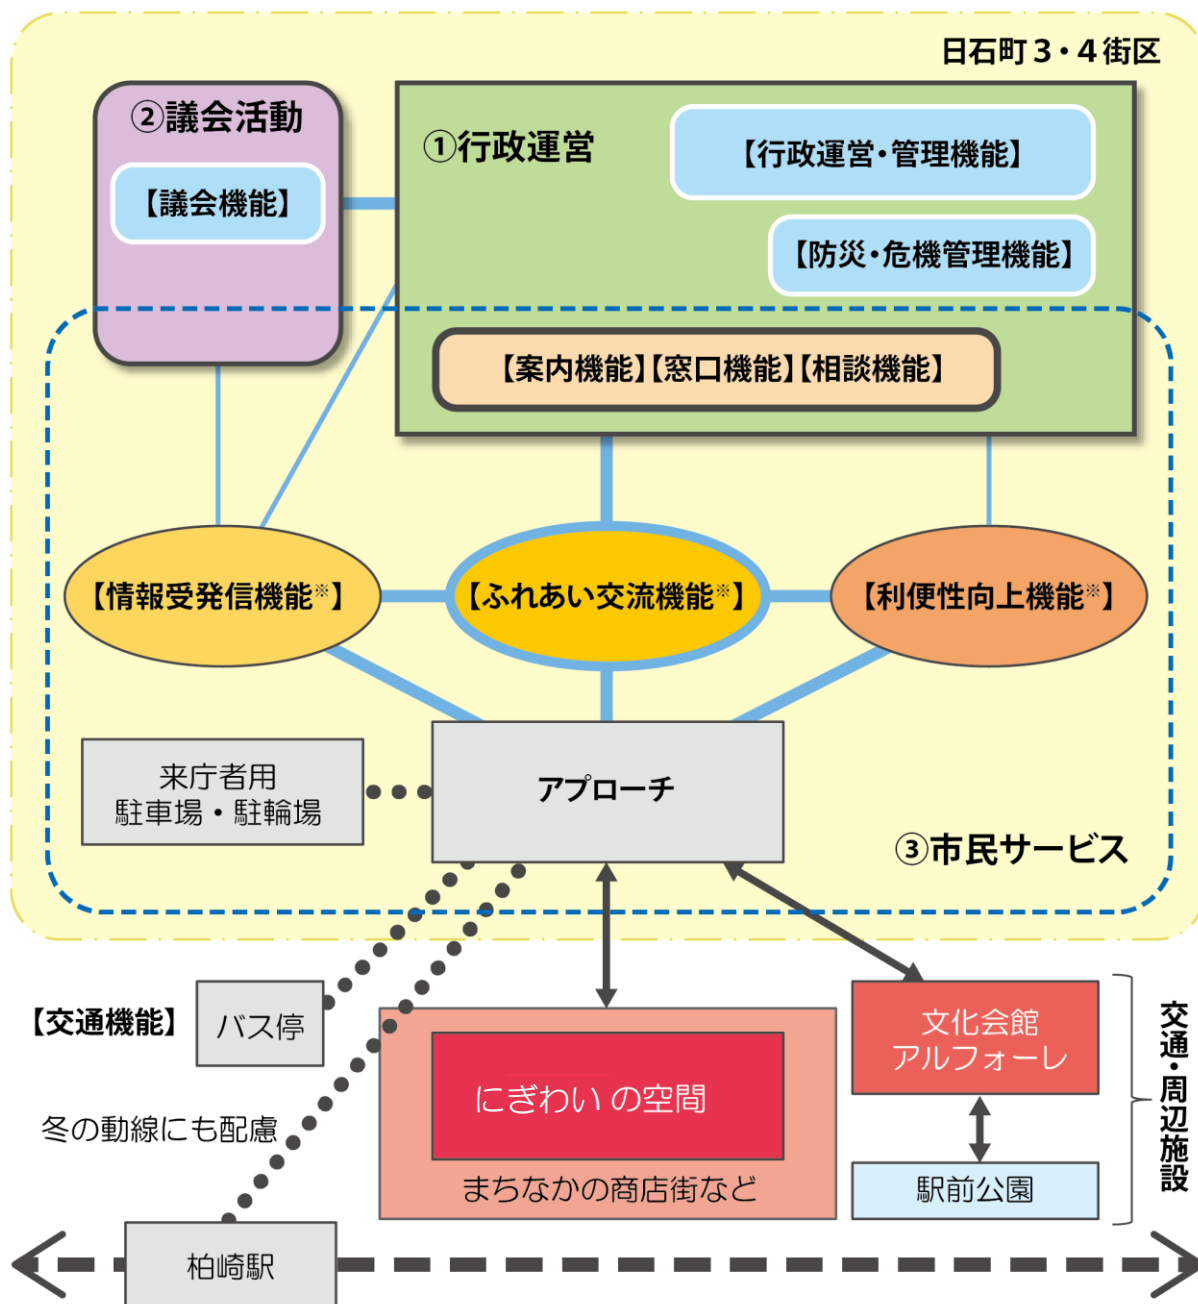 日石町3・4街区
②議会活動
【議会機能】
①行政運営
【行政運営・管理機能】
【防災・危機管理機能】
【案内機能】【窓口機能】【相談機能】
【情報受発信機能※】
【ふれあい交流機能※】
【利便性向上機能※】
来庁者用
駐車場・駐輪場
アプローチ
③市民サービス
【交通機能】
バス停
冬の動線にも配慮
柏崎駅
にぎわいの空間
まちなかの商店街など
文化会館
アルフォーレ
駅前公園
交通・周辺施設